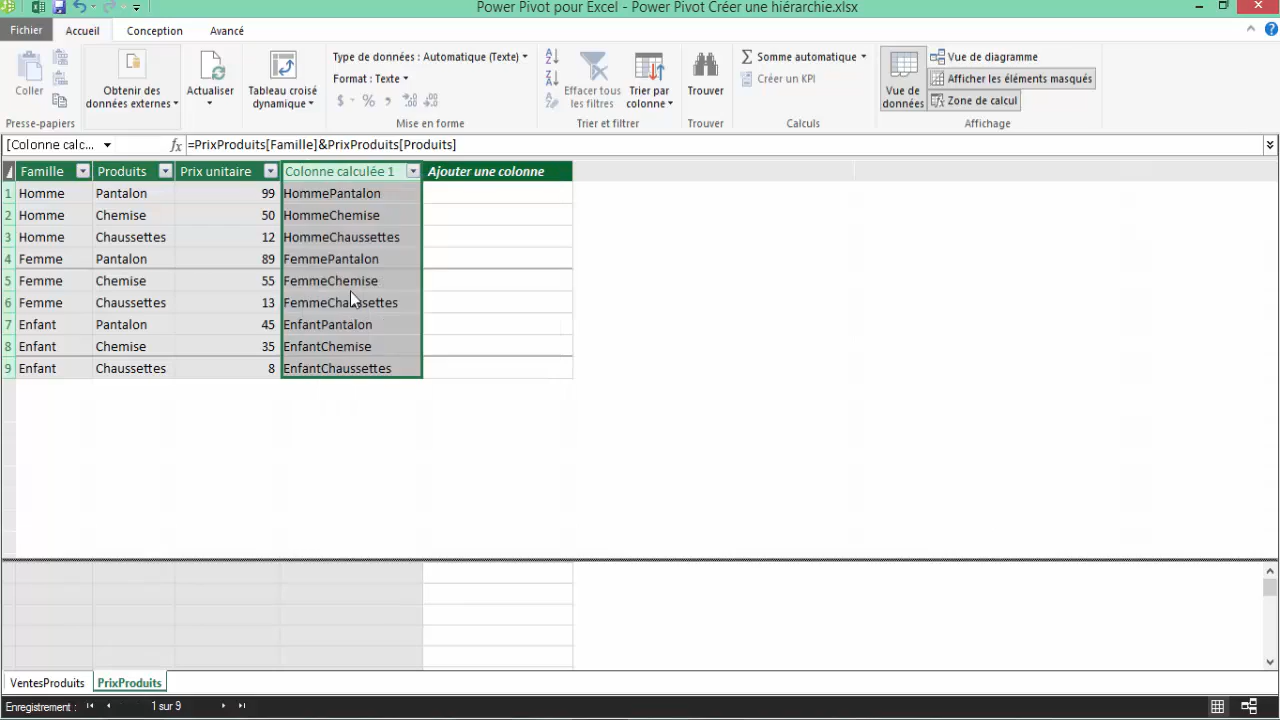 Power Pivot pour Excel - Power Pivot Créer une hiérarchie.xlsx
Fichier Accueil Conception Avancé
Coller
Presse-papiers
Obtenir des données externes
Actualiser
Tableau croisé dynamique
Type de données : Automatique (Texte)
Format : Texte
$ % ,
Mise en forme
Effacer tous les filtres
Trier par colonne
Trier et filtrer
Trouver
Trouver
Somme automatique
Créer un KPI
Calculs
Vue de données
Vue de diagramme
Afficher les éléments masqués
Zone de calcul
Affichage
[Colonne calc... fx =PrixProduits[Famille]&PrixProduits[Produits]
Famille Produits Prix unitaire Colonne calculée 1 Ajouter une colonne
1 Homme Pantalon 99 HommePantalon
2 Homme Chemise 50 HommeChemise
3 Homme Chaussettes 12 HommeChaussettes
4 Femme Pantalon 89 FemmePantalon
5 Femme Chemise 55 FemmeChemise
6 Femme Chaussettes 13 FemmeChaussettes
7 Enfant Pantalon 45 EnfantPantalon
8 Enfant Chemise 35 EnfantChemise
9 Enfant Chaussettes 8 EnfantChaussettes
VentesProduits PrixProduits
Enregistrement : 1 sur 9